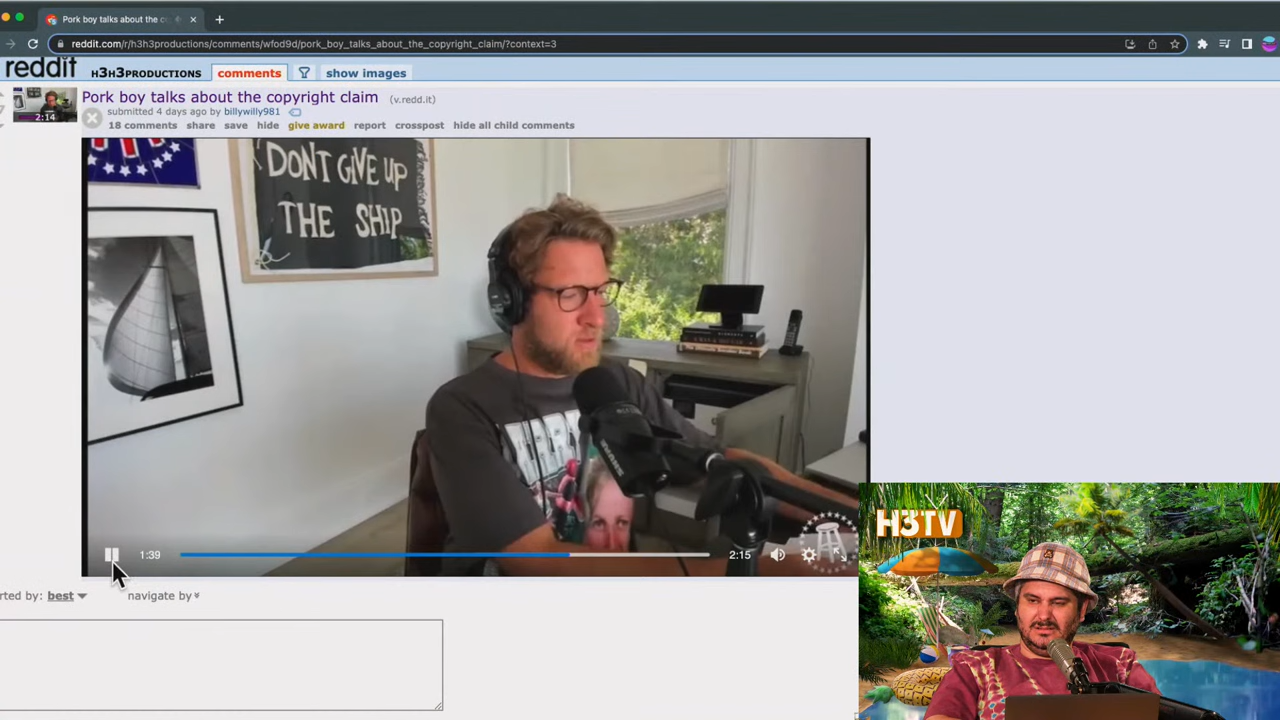 Pork boy talks about the co
reddit.com/r/h3h3productions/comments/wfod9d/pork_boy_talks_about_the_copyright_claim/?context=3
reddit H3H3PRODUCTIONS comments show images
Pork boy talks about the copyright claim (v.redd.it)
submitted 4 days ago by billywilly981
2:14
18 comments share save hide give award report crosspost hide all child comments
DONT GIVE UP
THE SHIP
H3TV
1:39 2:15
rted by: best navigate by